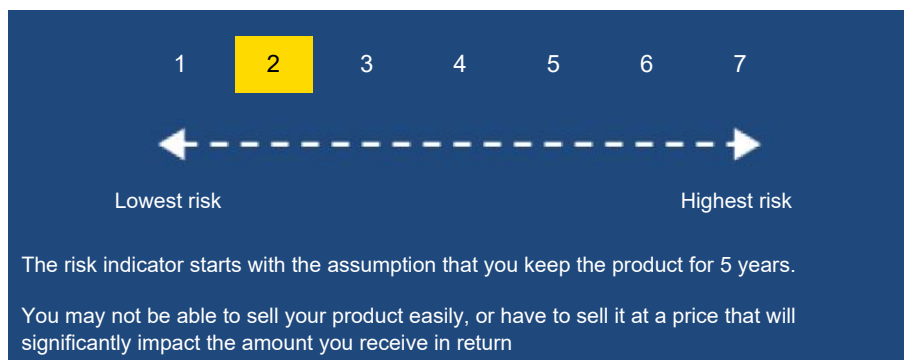 1 2 3 4 5 6 7
Lowest risk Highest risk
The risk indicator starts with the assumption that you keep the product for 5 years.
You may not be able to sell your product easily, or have to sell it at a price that will
significantly impact the amount you receive in return